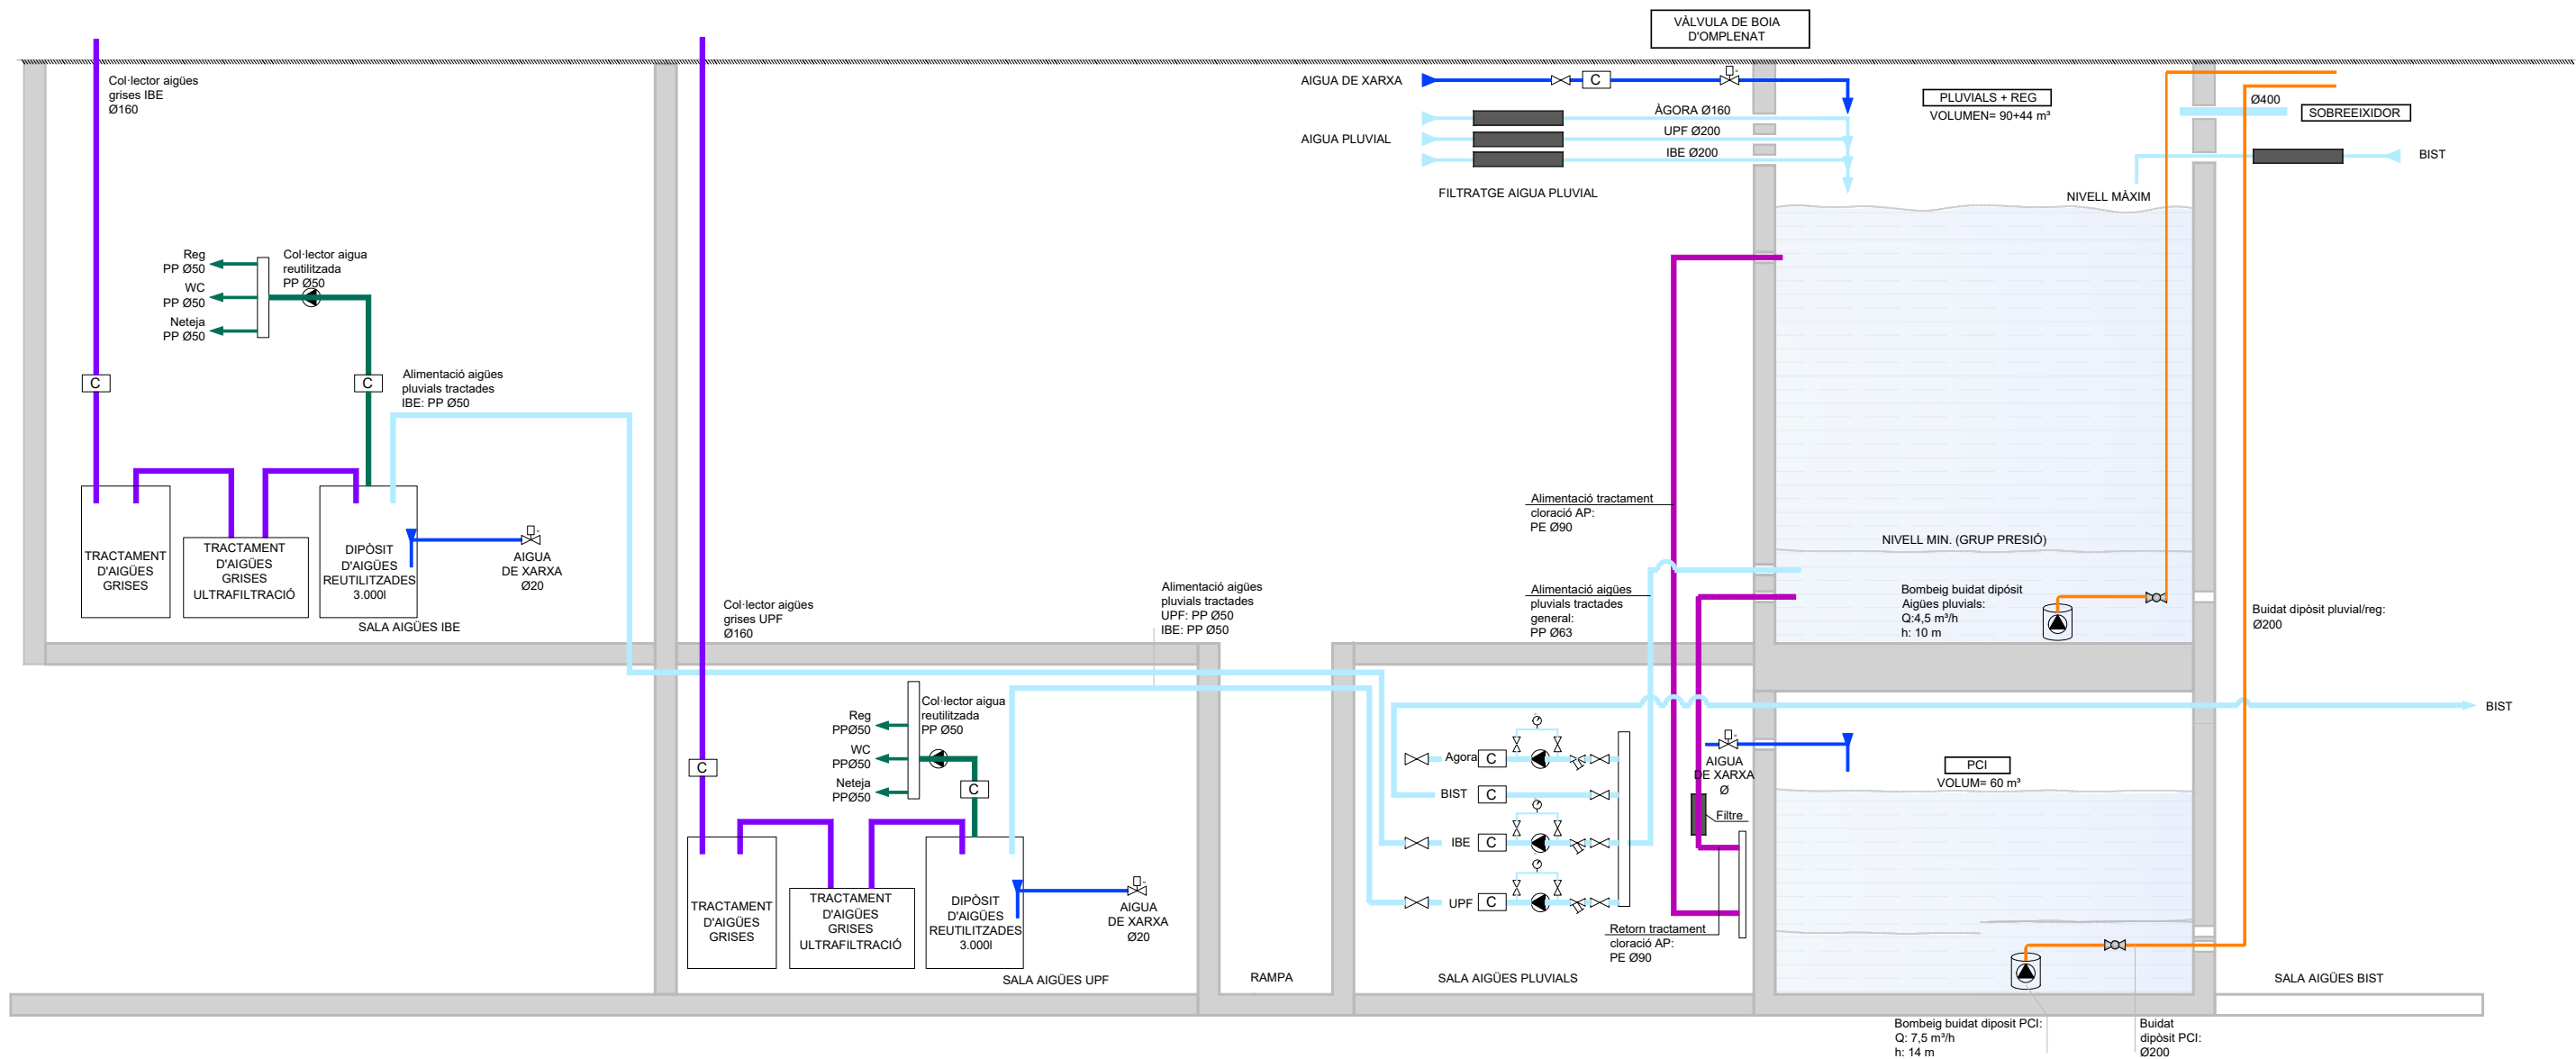 VÀLVULA DE BOIA
D'OMPLENAT
Col·lector aigües
grises IBE
Ø160
AIGUA DE XARXA
C
PLUVIALS + REG
VOLUMEN= 90+44 m³
Ø400
SOBREEIXIDOR
ÀGORA Ø160
AIGUA PLUVIAL
UPF Ø200
IBE Ø200
BIST
FILTRATGE AIGUA PLUVIAL
NIVELL MÀXIM
Reg
PP Ø50
WC
PP Ø50
Neteja
PP Ø50
Col·lector aigua
reutilitzada
PP Ø50
C
C
Alimentació aigües
pluvials tractades
IBE: PP Ø50
TRACTAMENT
D'AIGÜES
GRISES
TRACTAMENT
D'AIGÜES
GRISES
ULTRAFILTRACIÓ
DIPÒSIT
D'AIGÜES
REUTILITZADES
3.000l
AIGUA
DE XARXA
Ø20
SALA AIGÜES IBE
Alimentació tractament
cloració AP:
PE Ø90
NIVELL MIN. (GRUP PRESIÓ)
Col·lector aigües
grises UPF
Ø160
Alimentació aigües
pluvials tractades
UPF: PP Ø50
IBE: PP Ø50
Alimentació aigües
pluvials tractades
general:
PP Ø63
Bombeig buidat dipósit
Aigües pluvials:
Q:4,5 m³/h
h: 10 m
Buidat dipòsit pluvial/reg:
Ø200
Reg
PPØ50
WC
PPØ50
Neteja
PPØ50
Col·lector aigua
reutilitzada
PP Ø50
C
C
BIST
Agora
C
BIST
C
IBE
C
UPF
C
AIGUA
DE XARXA
Ø
Filtre
PCI
VOLUM= 60 m³
TRACTAMENT
D'AIGÜES
GRISES
TRACTAMENT
D'AIGÜES
GRISES
ULTRAFILTRACIÓ
DIPÒSIT
D'AIGÜES
REUTILITZADES
3.000l
AIGUA
DE XARXA
Ø20
Retorn tractament
cloració AP:
PE Ø90
SALA AIGÜES UPF
RAMPA
SALA AIGÜES PLUVIALS
SALA AIGÜES BIST
Bombeig buidat diposit PCI:
Q: 7,5 m³/h
h: 14 m
Buidat
dipòsit PCI:
Ø200